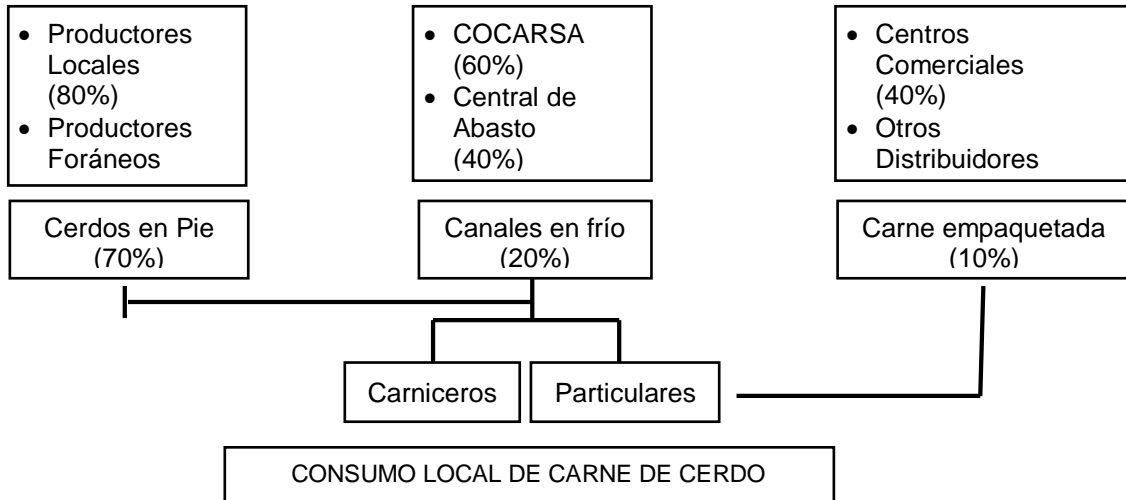 • Productores
Locales
(80%)
• Productores
Foráneos
• COCARSA
(60%)
• Central de
Abasto
(40%)
• Centros
Comerciales
(40%)
• Otros
Distribuidores
Cerdos en Pie
(70%)
Canales en frío
(20%)
Carne empaquetada
(10%)
Carniceros
Particulares
CONSUMO LOCAL DE CARNE DE CERDO